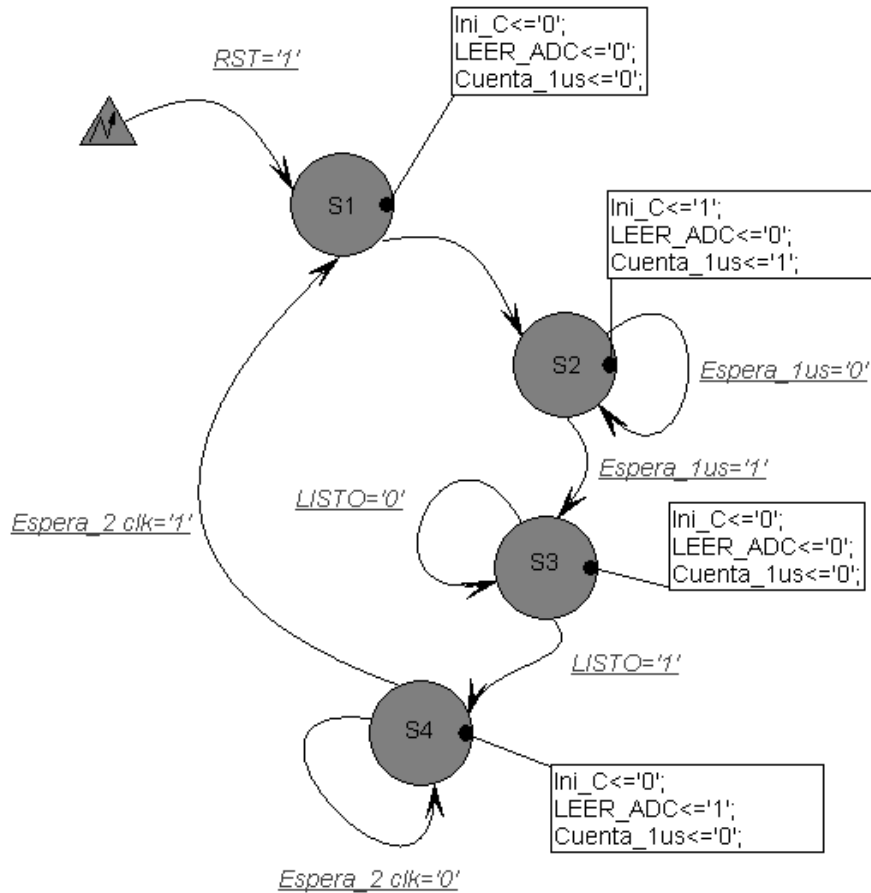 Ini_C<='0';
LEER_ADC<='0';
Cuenta_1us<='0';
RST='1'
S1
Ini_C<='1';
LEER_ADC<='0';
Cuenta_1us<='1';
S2
Espera_1us='0'
Espera_1us='1'
LISTO='0'
Espera_2 clk='1'
Ini_C<='0';
LEER_ADC<='0';
Cuenta_1us<='0';
S3
LISTO='1'
S4
Ini_C<='0';
LEER_ADC<='1';
Cuenta_1us<='0';
Espera_2 clk='0'